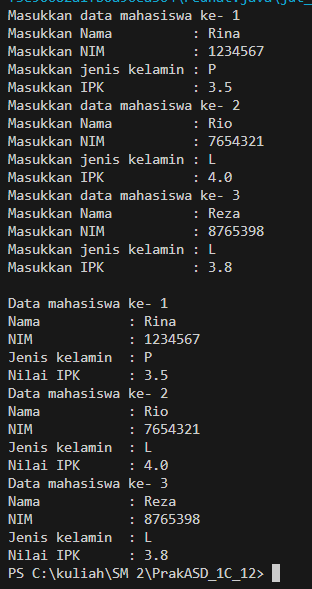 Masukkan data mahasiswa ke- 1
Masukkan Nama          : Rina
Masukkan NIM           : 1234567
Masukkan jenis kelamin : P
Masukkan IPK           : 3.5
Masukkan data mahasiswa ke- 2
Masukkan Nama          : Rio
Masukkan NIM           : 7654321
Masukkan jenis kelamin : L
Masukkan IPK           : 4.0
Masukkan data mahasiswa ke- 3
Masukkan Nama          : Reza
Masukkan NIM           : 8765398
Masukkan jenis kelamin : L
Masukkan IPK           : 3.8

Data mahasiswa ke- 1
Nama           : Rina
NIM            : 1234567
Jenis kelamin  : P
Nilai IPK      : 3.5
Data mahasiswa ke- 2
Nama           : Rio
NIM            : 7654321
Jenis kelamin  : L
Nilai IPK      : 4.0
Data mahasiswa ke- 3
Nama           : Reza
NIM            : 8765398
Jenis kelamin  : L
Nilai IPK      : 3.8
PS C:\kuliah\SM 2\PrakASD_1C_12>